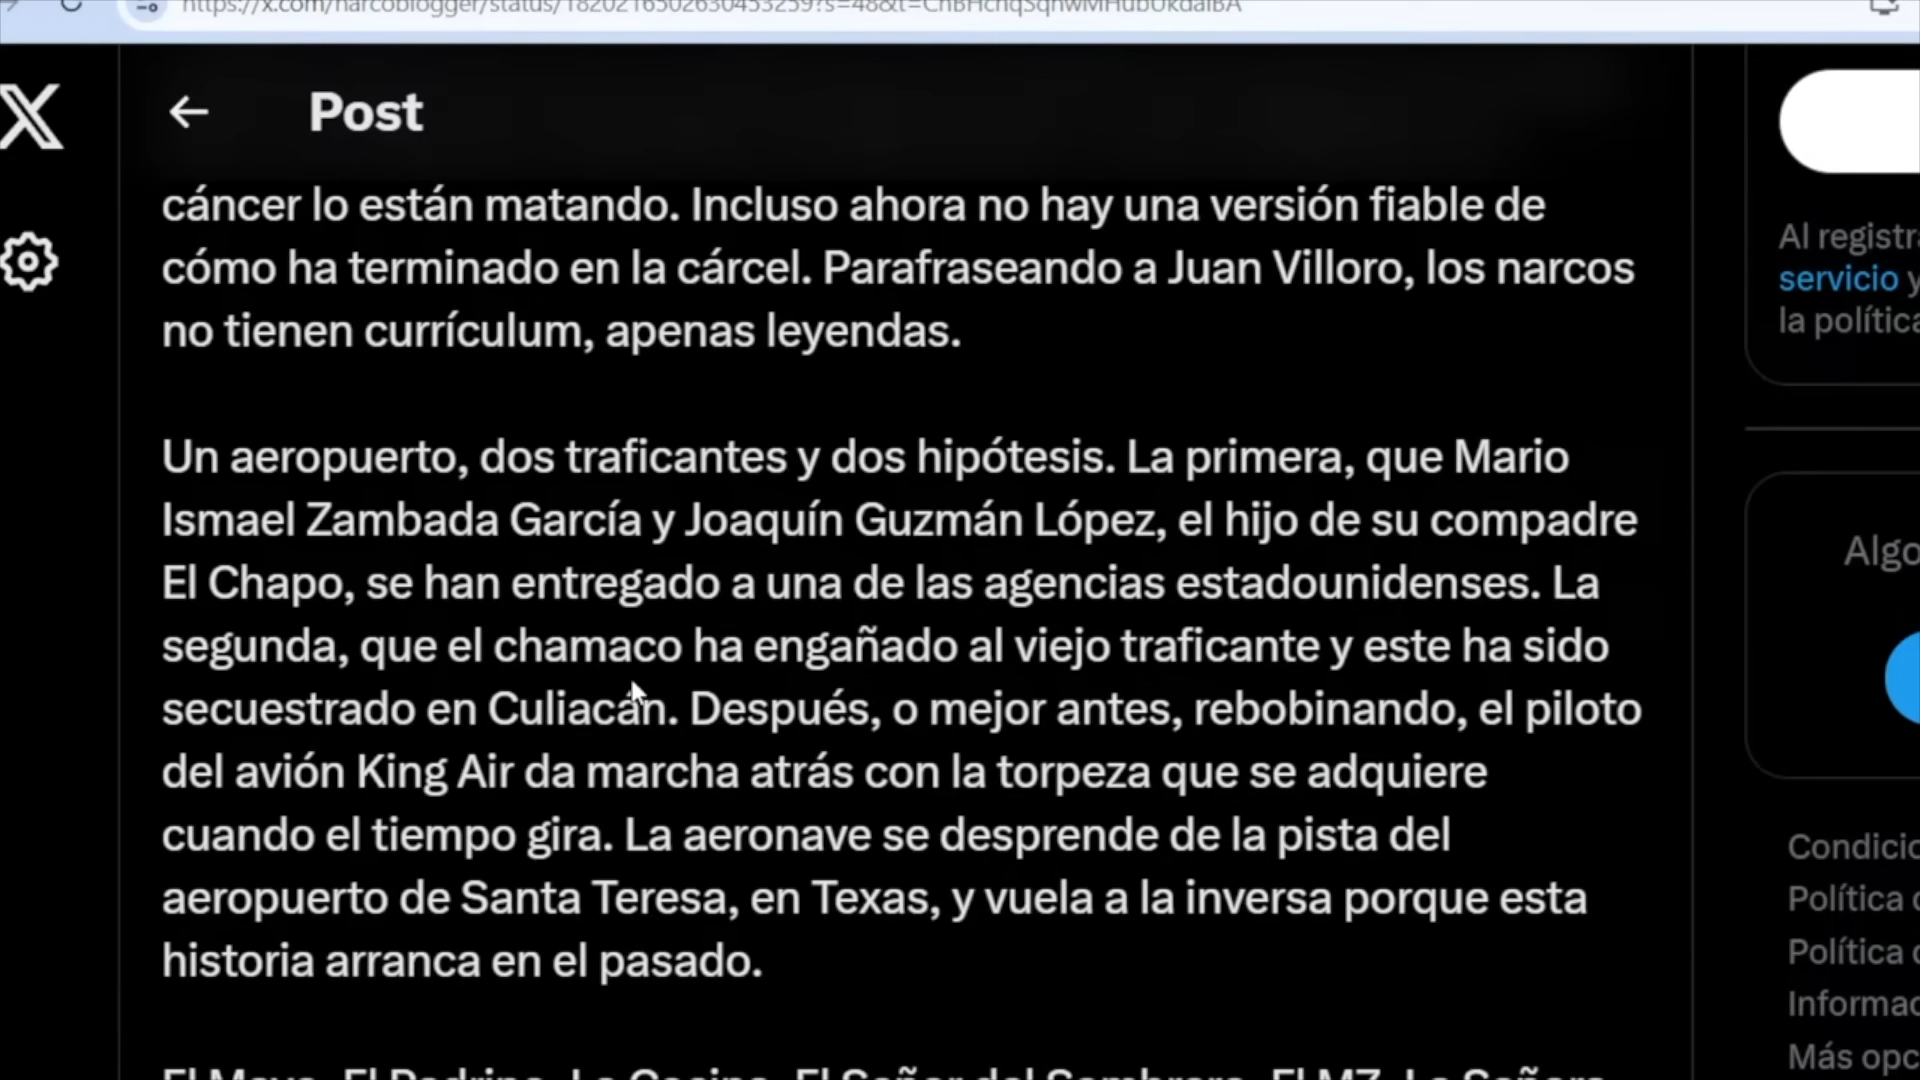 Post
cáncer lo están matando. Incluso ahora no hay una versión fiable de
cómo ha terminado en la cárcel. Parafraseando a Juan Villoro, los narcos
no tienen currículum, apenas leyendas.
Un aeropuerto, dos traficantes y dos hipótesis. La primera, que Mario
Ismael Zambada García y Joaquín Guzmán López, el hijo de su compadre
El Chapo, se han entregado a una de las agencias estadounidenses. La
segunda, que el chamaco ha engañado al viejo traficante y este ha sido
secuestrado en Culiacán. Después, o mejor antes, rebobinando, el piloto
del avión King Air da marcha atrás con la torpeza que se adquiere
cuando el tiempo gira. La aeronave se desprende de la pista del
aeropuerto de Santa Teresa, en Texas, y vuela a la inversa porque esta
historia arranca en el pasado.
Al registr
servicio y
la política
Algo
Condicio
Política
Política
Informac
Más opc